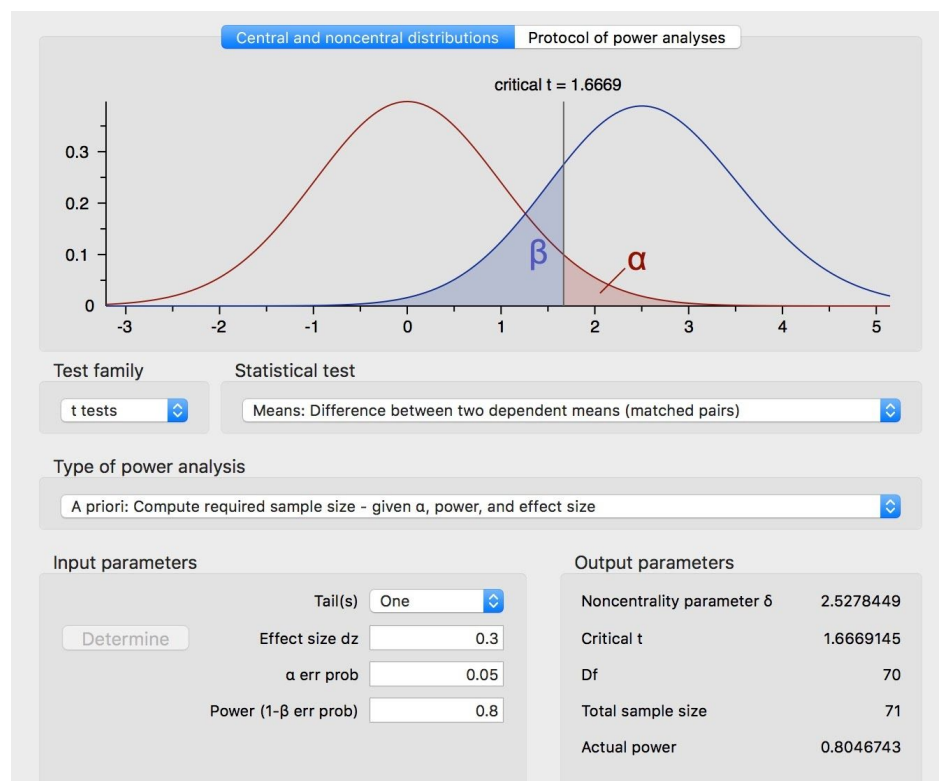 Central and noncentral distributions Protocol of power analyses
critical t = 1.6669
0.3
0.2
β
α
0.1
0
-3 -2 -1 0 1 2 3 4 5
Test family Statistical test
t tests Means: Difference between two dependent means (matched pairs)
Type of power analysis
A priori: Compute required sample size - given α, power, and effect size
Input parameters Output parameters
Tail(s) One Noncentrality parameter δ 2.5278449
Determine Effect size dz 0.3 Critical t 1.6669145
α err prob 0.05 Df 70
Power (1-β err prob) 0.8 Total sample size 71
Actual power 0.8046743